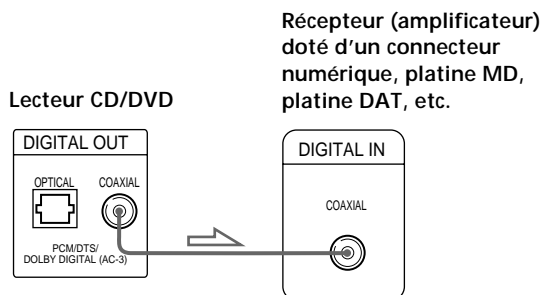 Récepteur (amplificateur)
doté d'un connecteur
numérique, platine MD,
platine DAT, etc.
Lecteur CD/DVD
DIGITAL OUT
OPTICAL
COAXIAL
PCM/DTS/
DOLBY DIGITAL (AC-3)
DIGITAL IN
COAXIAL